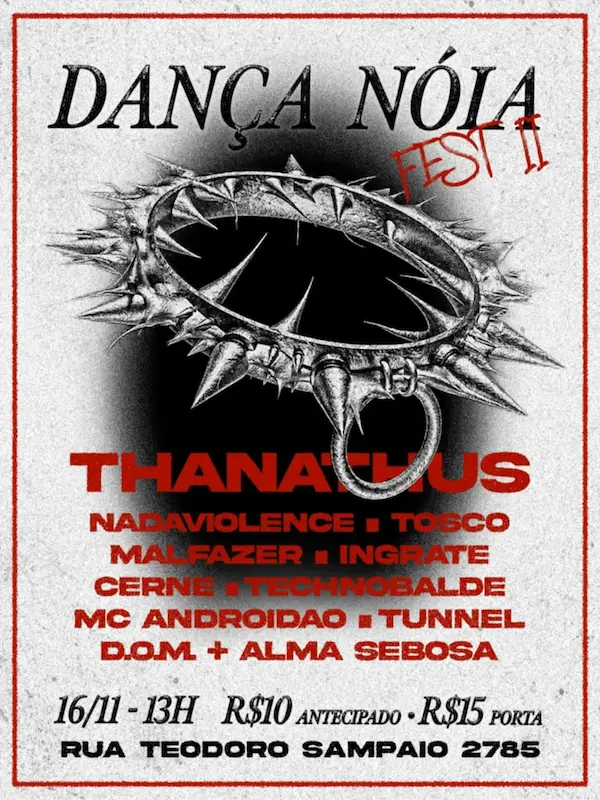 DANÇA NÓIA
FEST II
THANATHUS
NADAVIOLENCE ■ TOSCO
MALFAZER ■ INGRATE
CERNE ■ TECHNOBALDE
MC ANDROIDAO ■ TUNNEL
D.O.M. + ALMA SEBOSA
16/11 - 13H R$10 ANTECIPADO • R$15 PORTA
RUA TEODORO SAMPAIO 2785